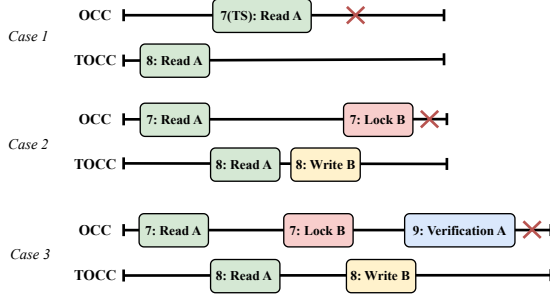 OCC 7(TS): Read A
Case 1
TOCC 8: Read A
OCC 7: Read A 7: Lock B
Case 2
TOCC 8: Read A 8: Write B
OCC 7: Read A 7: Lock B 9: Verification A
Case 3
TOCC 8: Read A 8: Write B